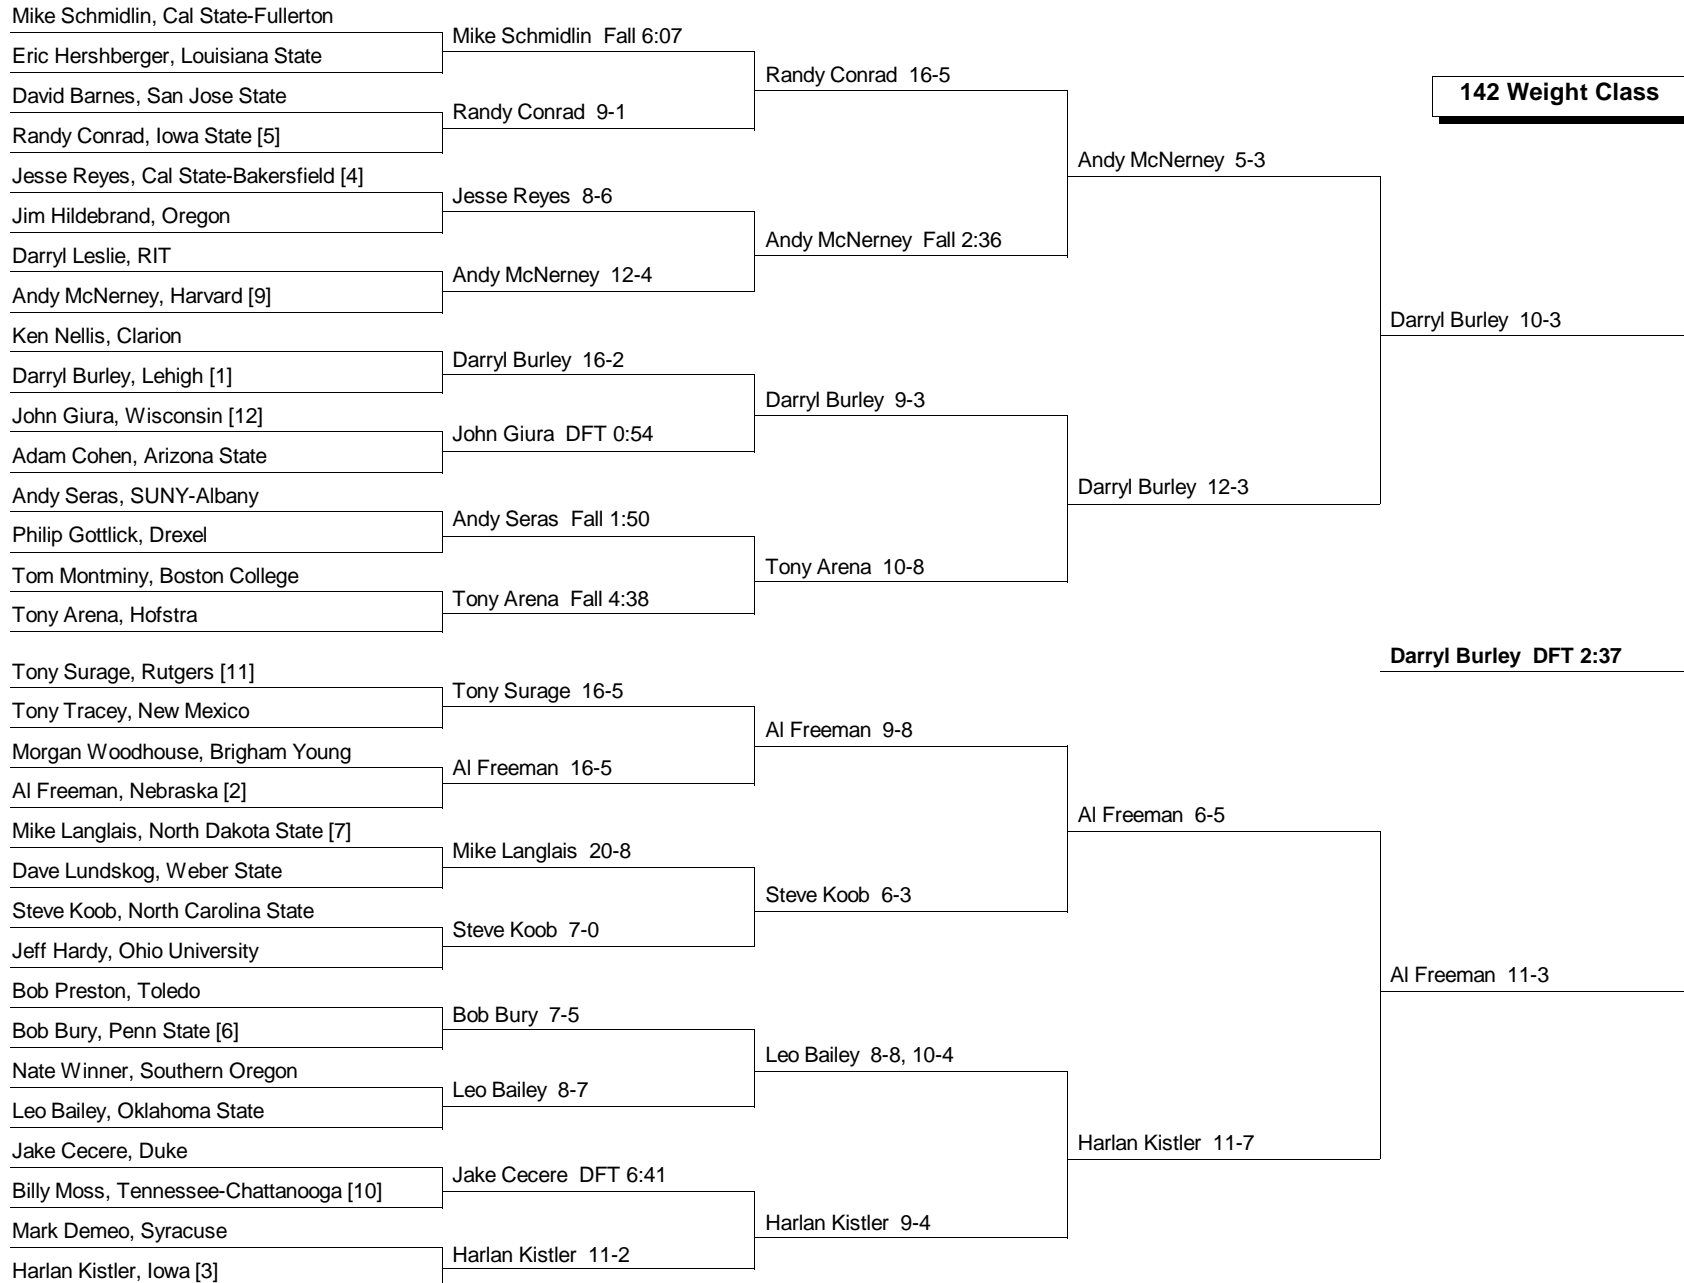 Mike Schmidlin, Cal State-Fullerton
Eric Hershberger, Louisiana State
David Barnes, San Jose State
Randy Conrad, Iowa State [5]
Jesse Reyes, Cal State-Bakersfield [4]
Jim Hildebrand, Oregon
Darryl Leslie, RIT
Andy McNerney, Harvard [9]
Ken Nellis, Clarion
Darryl Burley, Lehigh [1]
John Giura, Wisconsin [12]
Adam Cohen, Arizona State
Andy Seras, SUNY-Albany
Philip Gottlick, Drexel
Tom Montminy, Boston College
Tony Arena, Hofstra
Tony Surage, Rutgers [11]
Tony Tracey, New Mexico
Morgan Woodhouse, Brigham Young
Al Freeman, Nebraska [2]
Mike Langlais, North Dakota State [7]
Dave Lundskog, Weber State
Steve Koob, North Carolina State
Jeff Hardy, Ohio University
Bob Preston, Toledo
Bob Bury, Penn State [6]
Nate Winner, Southern Oregon
Leo Bailey, Oklahoma State
Jake Cecere, Duke
Billy Moss, Tennessee-Chattanooga [10]
Mark Demeo, Syracuse
Harlan Kistler, Iowa [3]
Mike Schmidlin Fall 6:07
Randy Conrad 9-1
Jesse Reyes 8-6
Andy McNerney 12-4
Darryl Burley 16-2
John Giura DFT 0:54
Andy Seras Fall 1:50
Tony Arena Fall 4:38
Tony Surage 16-5
Al Freeman 16-5
Mike Langlais 20-8
Steve Koob 7-0
Bob Bury 7-5
Leo Bailey 8-7
Jake Cecere DFT 6:41
Harlan Kistler 11-2
Randy Conrad 16-5
Andy McNerney Fall 2:36
Darryl Burley 9-3
Tony Arena 10-8
Al Freeman 9-8
Steve Koob 6-3
Leo Bailey 8-8, 10-4
Harlan Kistler 9-4
Andy McNerney 5-3
Darryl Burley 12-3
Al Freeman 6-5
Harlan Kistler 11-7
142 Weight Class
Darryl Burley 10-3
Darryl Burley DFT 2:37
Al Freeman 11-3